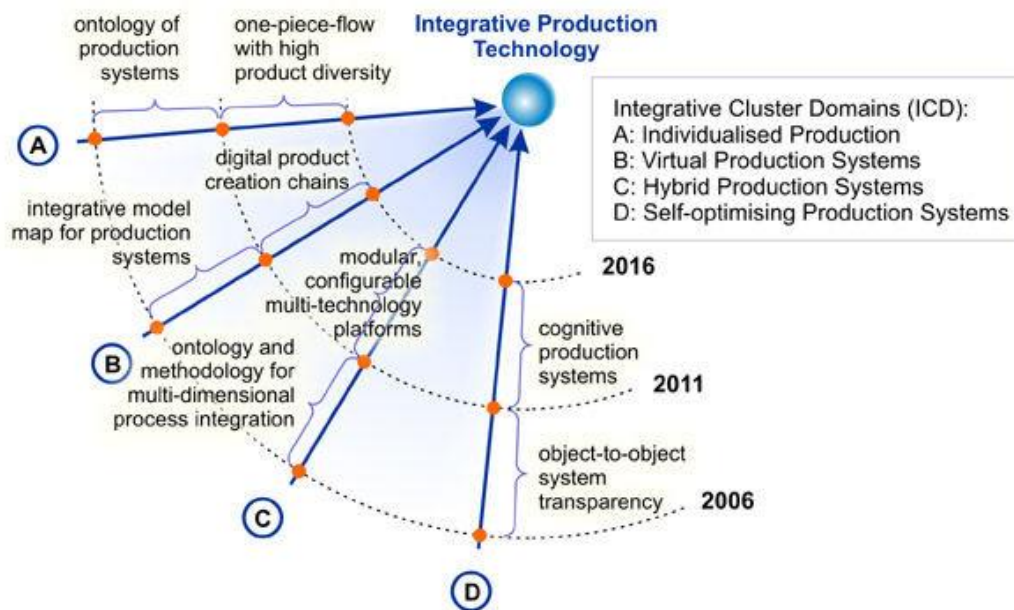 Integrative Production
Technology
ontology of
production
systems
one-piece-flow
with high
product diversity
Integrative Cluster Domains (ICD):
A: Individualised Production
B: Virtual Production Systems
C: Hybrid Production Systems
D: Self-optimising Production Systems
A
digital product
creation chains
integrative model
map for production
systems
modular,
configurable
multi-technology
platforms
2016
B
ontology and
methodology for
multi-dimensional
process integration
cognitive
production
systems
2011
object-to-object
system
transparency
2006
C
D